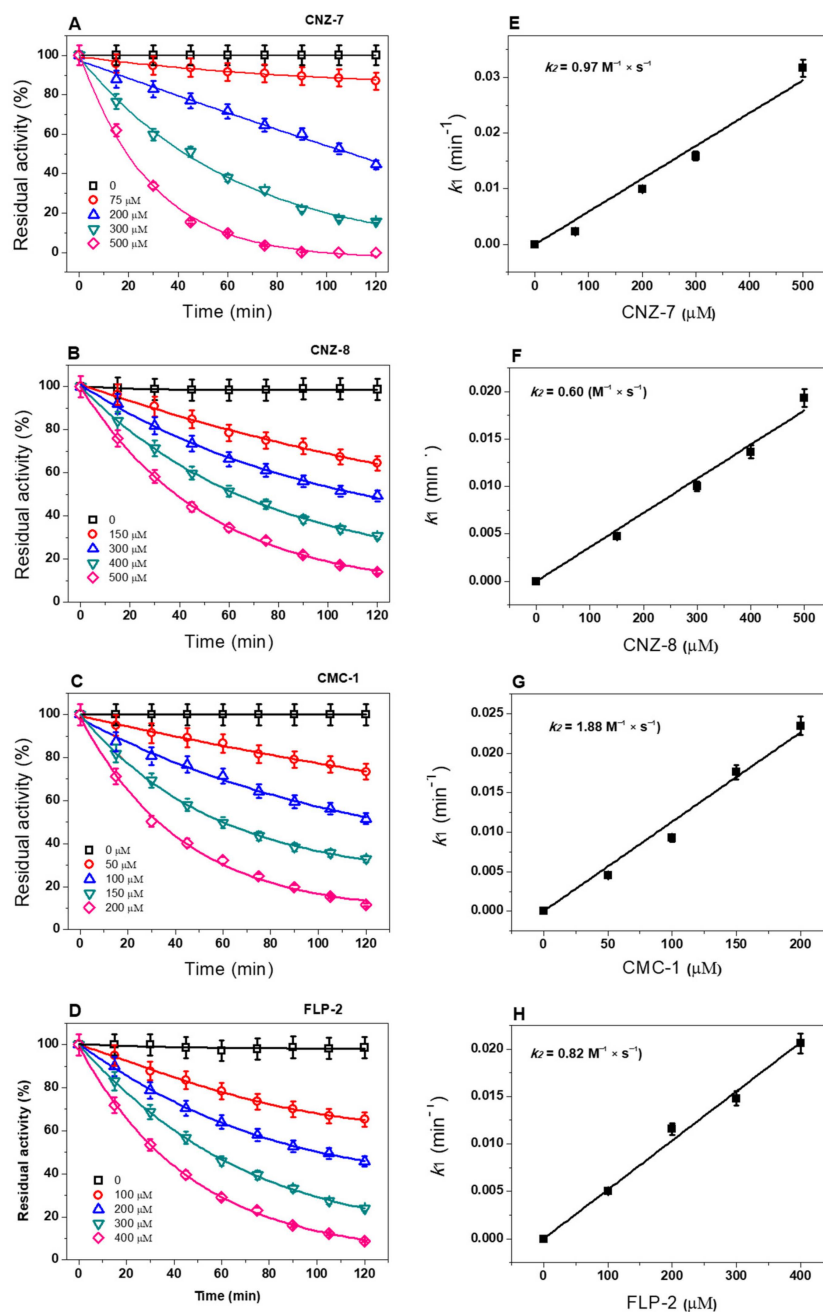 A
CNZ-7
Residual activity (%)
100
80
60
40
20
0
0
75 μM
200 μM
300 μM
500 μM
0 20 40 60 80 100 120
Time (min)
E
k₂ = 0.97 M⁻¹ × s⁻¹
k₁ (min⁻¹)
0.03
0.02
0.01
0.00
0 100 200 300 400 500
CNZ-7 (μM)
B
CNZ-8
Residual activity (%)
100
80
60
40
20
0
0
150 μM
300 μM
400 μM
500 μM
0 20 40 60 80 100 120
Time (min)
F
k₂ = 0.60 (M⁻¹ × s⁻¹)
k₁ (min⁻
0.020
0.015
0.010
0.005
0.000
0 100 200 300 400 500
CNZ-8 (μM)
C
CMC-1
Residual activity (%)
100
80
60
40
20
0
0 μM
50 μM
100 μM
150 μM
200 μM
0 20 40 60 80 100 120
Time (min)
G
k₂ = 1.88 M⁻¹ × s⁻¹)
k₁ (min⁻¹)
0.025
0.020
0.015
0.010
0.005
0.000
0 50 100 150 200
CMC-1 (μM)
D
FLP-2
Residual activity (%)
100
80
60
40
20
0
0
100 μM
200 μM
300 μM
400 μM
0 20 40 60 80 100 120
Time (min)
H
k₂ = 0.82 M⁻¹ × s⁻¹)
k₁ (min⁻¹)
0.020
0.015
0.010
0.005
0.000
0 100 200 300 400
FLP-2 (μM)